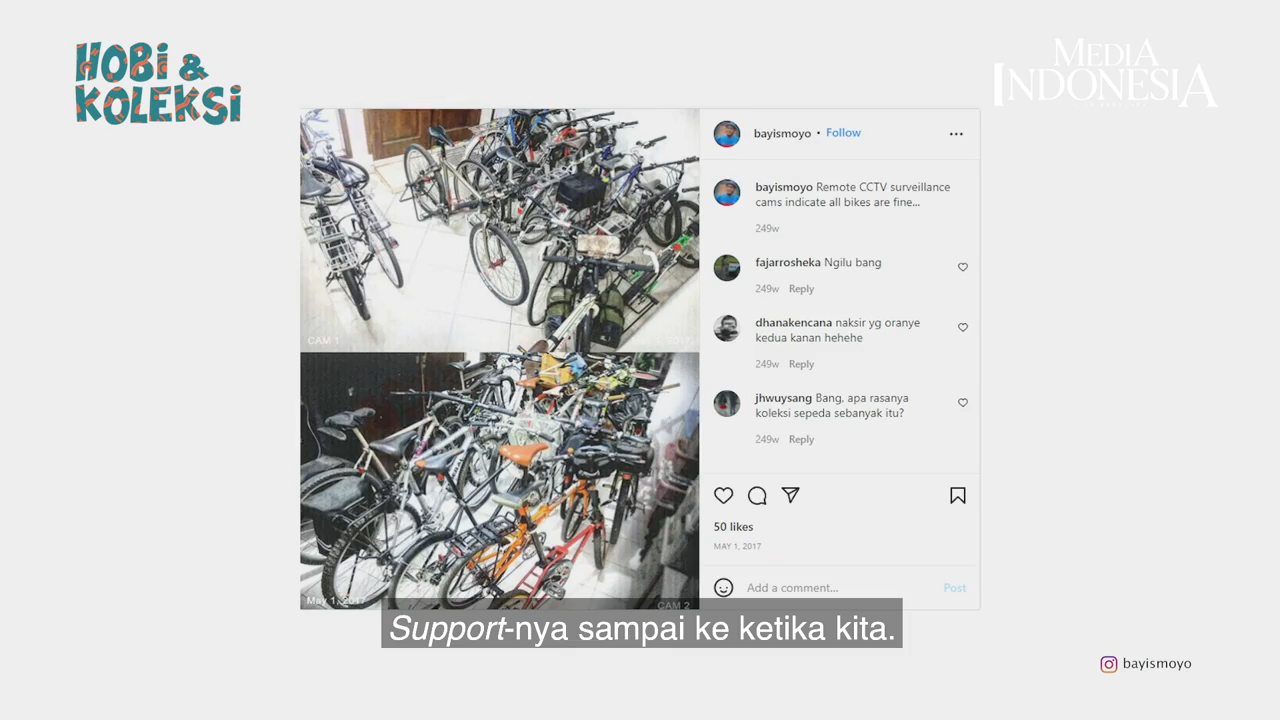 HOBI &
KOLEKSI
MEDIA
INDONESIA
bayismoyo • Follow
bayismoyo Remote CCTV surveillance
cams indicate all bikes are fine...
249w
fajarrosheka Ngilu bang
249w Reply
dhanakencana naksir yg oranye
kedua kanan hehehe
249w Reply
jhwuysang Bang, apa rasanya
koleksi sepeda sebanyak itu?
249w Reply
50 likes
MAY 1, 2017
Add a comment... Post
CAM 1
May 1, 2017
CAM 2
Support-nya sampai ke ketika kita.
bayismoyo